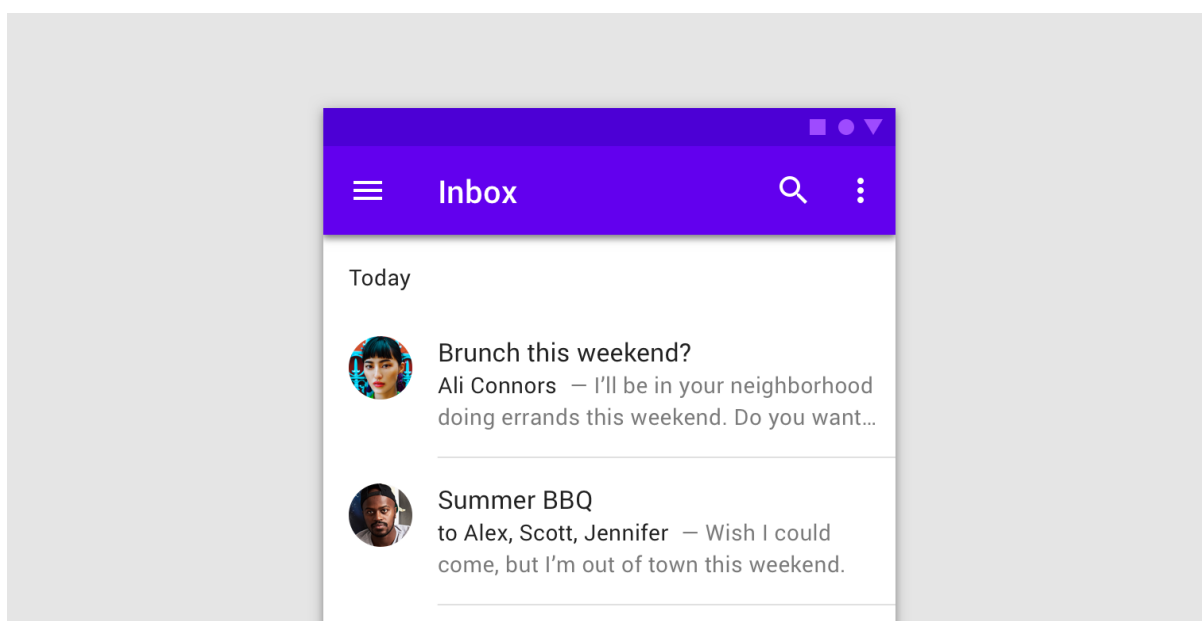 Inbox
Today
Brunch this weekend?
Ali Connors — I’ll be in your neighborhood
doing errands this weekend. Do you want…
Summer BBQ
to Alex, Scott, Jennifer — Wish I could
come, but I’m out of town this weekend.